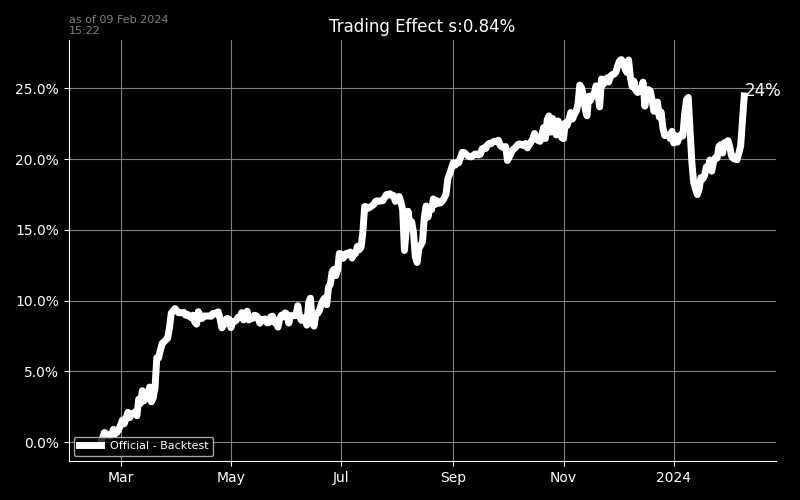 as of 09 Feb 2024
15:22
Trading Effect s:0.84%
25.0%
20.0%
15.0%
10.0%
5.0%
0.0%
24%
Official - Backtest
Mar May Jul Sep Nov 2024